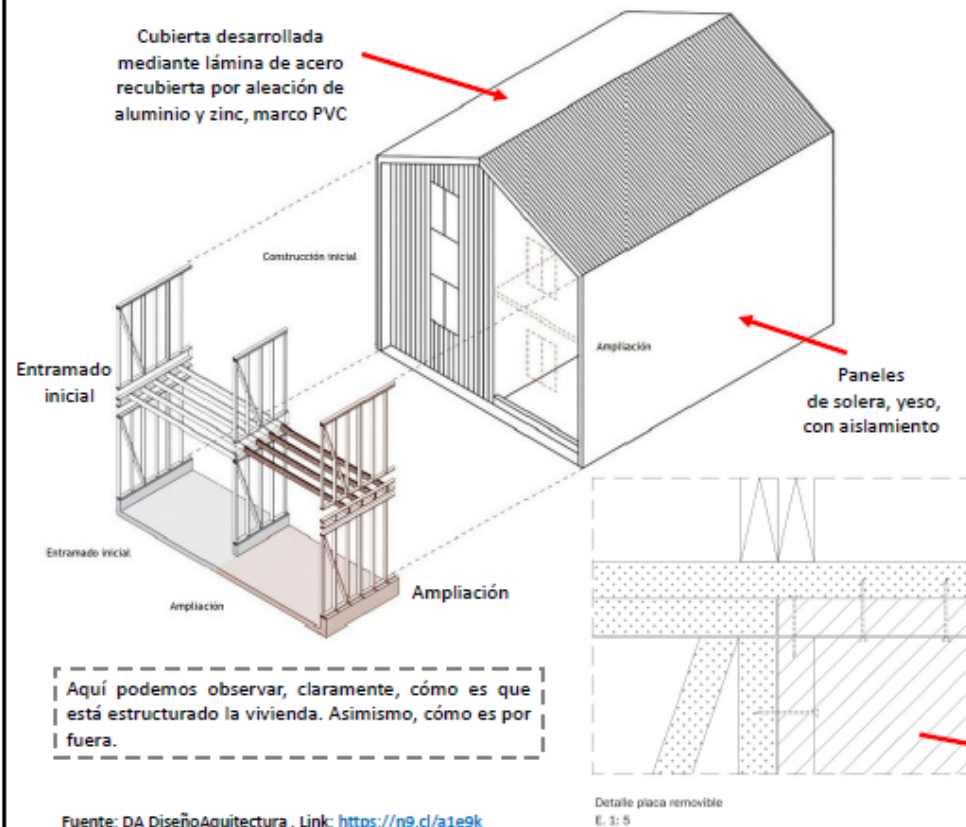 Cubierta desarrollada
mediante lámina de acero
recubierta por aleación de
aluminio y zinc, marco PVC
Construcción inicial
Ampliación
Entramado
inicial
Paneles
de solera, yeso,
con aislamiento
Entramado inicial
Ampliación
Ampliación
Aquí podemos observar, claramente, cómo es que
está estructurado la vivienda. Asimismo, cómo es por
fuera.
Detalle placa removible
E. 1: 5
Fuente: DA DiseñoAquitectura . Link: https://n9.cl/a1e9k